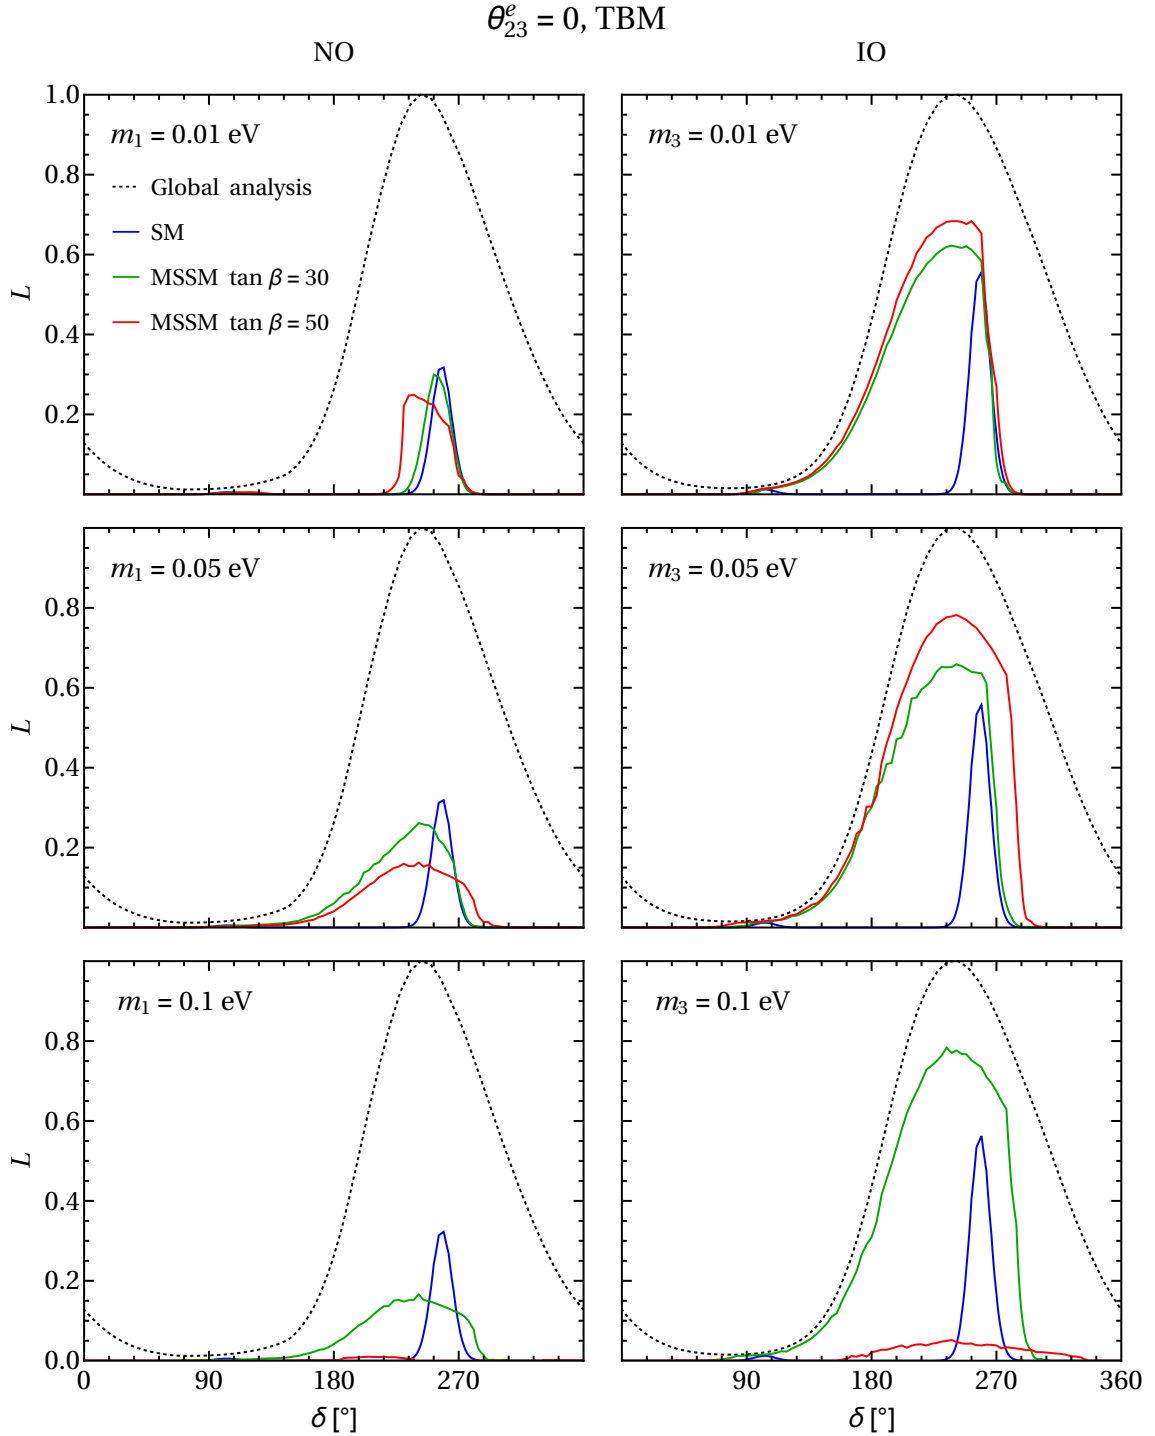 θᵉ₂₃ = 0, TBM
NO
IO
1.0
0.8
0.6
0.4
0.2
L
m₁ = 0.01 eV
Global analysis
SM
MSSM tan β = 30
MSSM tan β = 50
m₃ = 0.01 eV
0.8
0.6
0.4
0.2
L
m₁ = 0.05 eV
m₃ = 0.05 eV
0.8
0.6
0.4
0.2
0.0
L
m₁ = 0.1 eV
m₃ = 0.1 eV
0 90 180 270
90 180 270 360
δ [°]
δ [°]